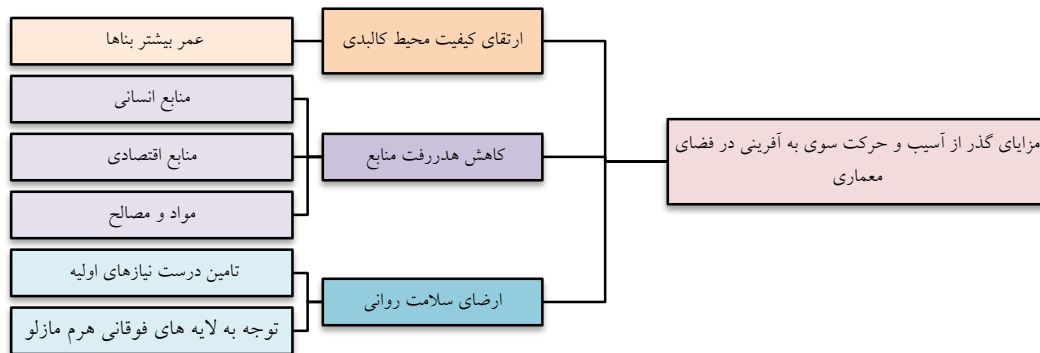 مزایای گذر از آسیب و حرکت سوی به آفرینی در فضای
معماری
ارتقای کیفیت محیط کالبدی
عمر بیشتر بناها
کاهش هدررفت منابع
منابع انسانی
منابع اقتصادی
مواد و مصالح
ارضای سلامت روانی
تامین درست نیازهای اولیه
توجه به لایه های فوقانی هرم مازلو